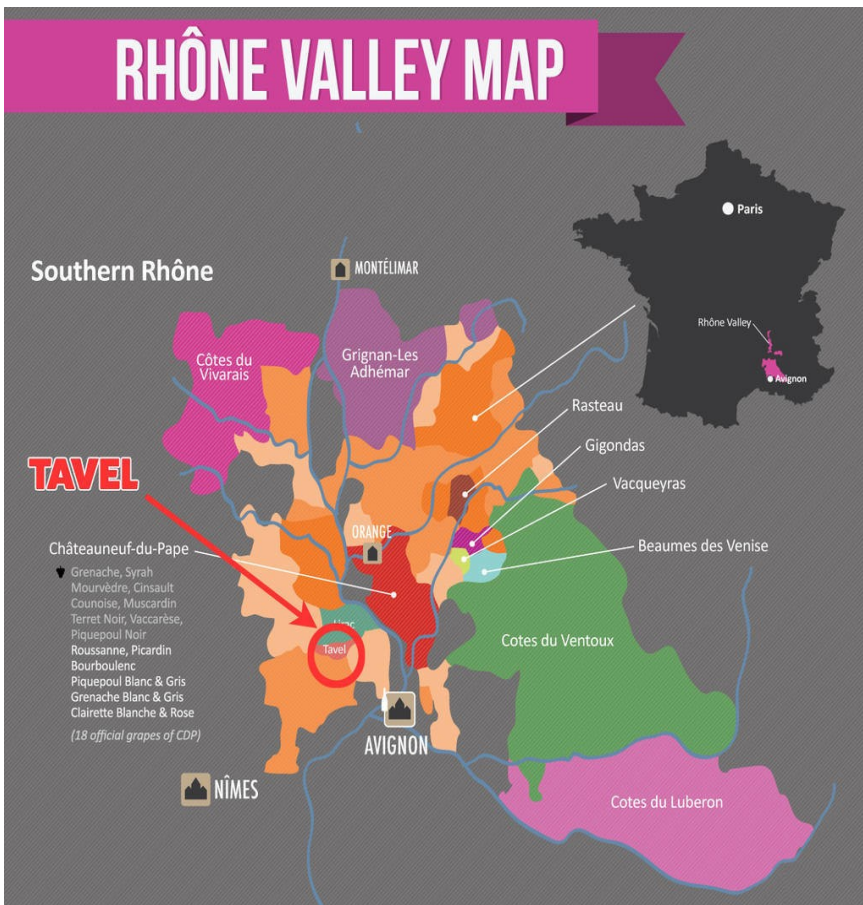 RHÔNE VALLEY MAP
Paris
Southern Rhône
MONTÉLIMAR
Rhône Valley
Côtes du
Vivarais
Grignan-Les
Adhémar
Avignon
Rasteau
Gigondas
TAVEL
Vacqueyras
ORANGE
Châteauneuf-du-Pape
Beaumes des Venise
Grenache, Syrah
Mourvèdre, Cinsault
Counoise, Muscardin
Terret Noir, Vaccarèse,
Piquepoul Noir
Roussanne, Picardin
Bourboulenc
Piquepoul Blanc & Gris
Grenache Blanc & Gris
Clairette Blanche & Rose
(18 official grapes of CDP)
Tavel
Cotes du Ventoux
AVIGNON
NÎMES
Cotes du Luberon